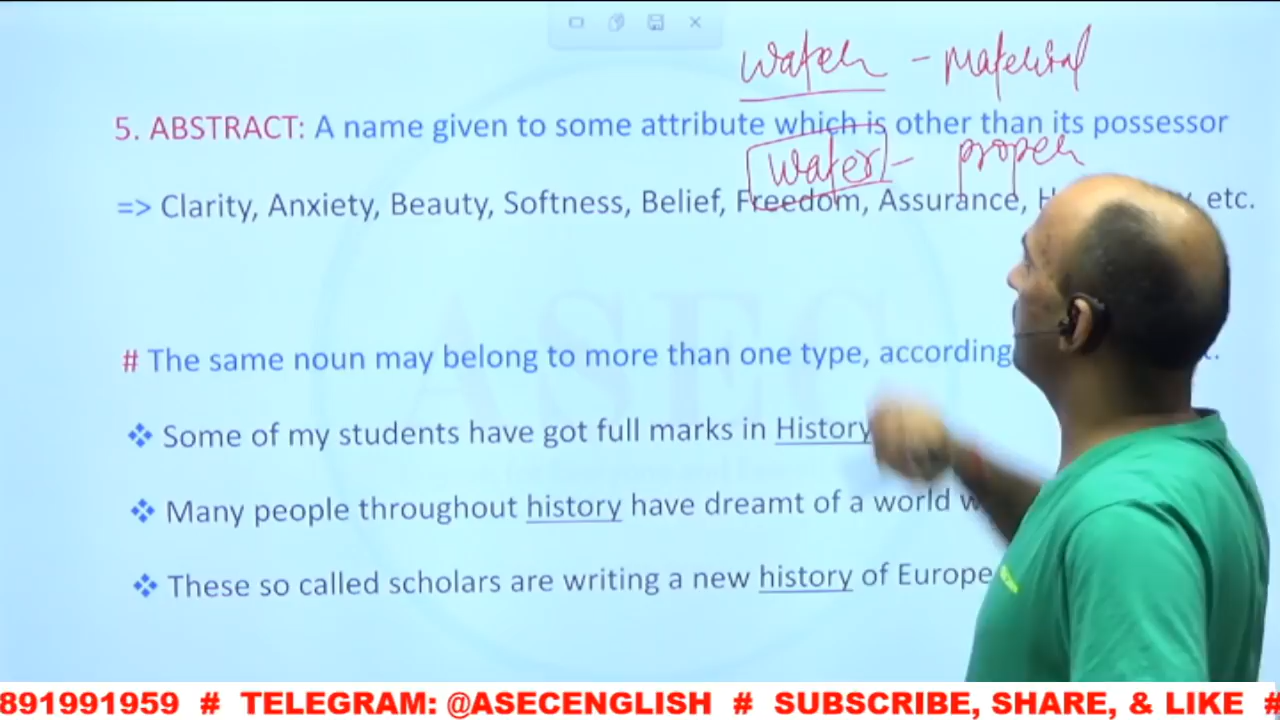 water - material
5. ABSTRACT: A name given to some attribute which is other than its possessor
water - proper
=> Clarity, Anxiety, Beauty, Softness, Belief, Freedom, Assurance, etc.
ASEC
# The same noun may belong to more than one type, according
Some of my students have got full marks in History
Many people throughout history have dreamt of a world
These so called scholars are writing a new history of Europe
891991959 # TELEGRAM: @ASECENGLISH # SUBSCRIBE, SHARE, & LIKE #